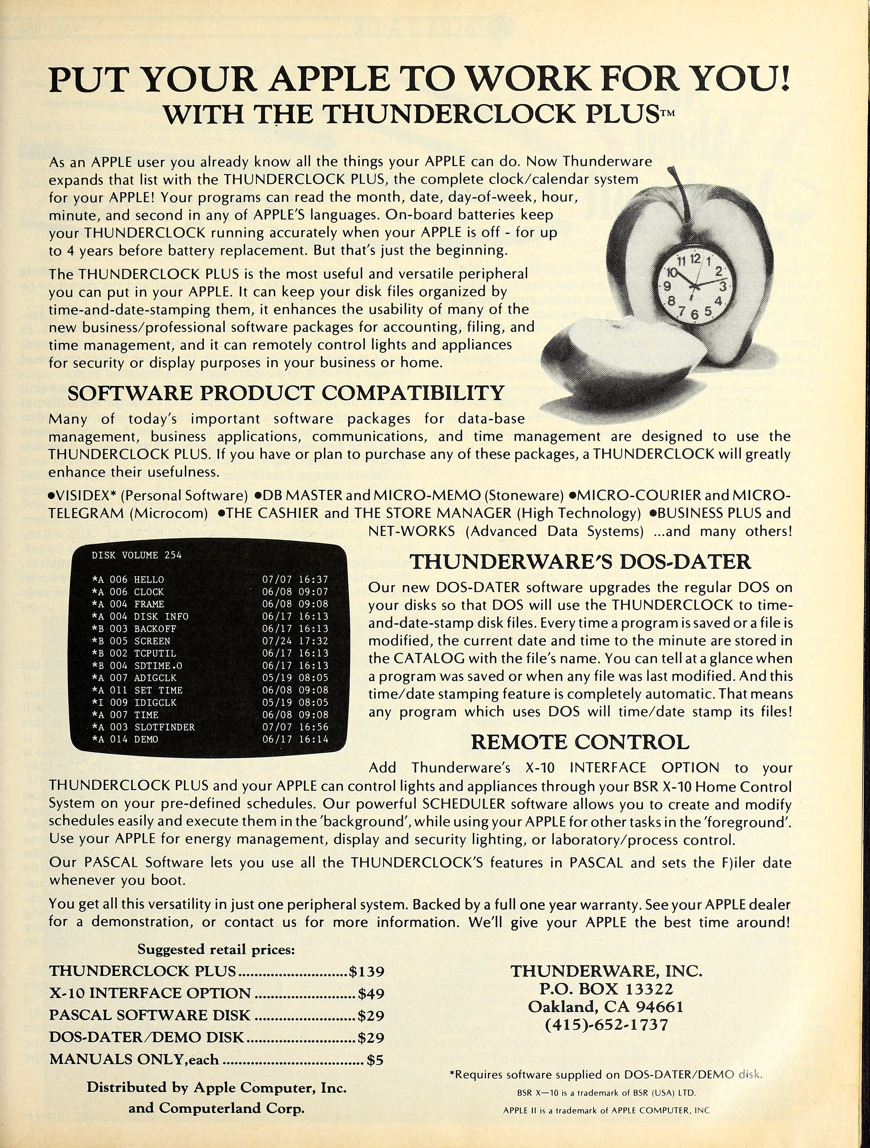 PUT YOUR APPLE TO WORK FOR YOU!
WITH THE THUNDERCLOCK PLUS™
As an APPLE user you already know all the things your APPLE can do. Now Thunderware
expands that list with the THUNDERCLOCK PLUS, the complete clock/calendar system
for your APPLE! Your programs can read the month, date, day-of-week, hour,
minute, and second in any of APPLE'S languages. On-board batteries keep
your THUNDERCLOCK running accurately when your APPLE is off - for up
to 4 years before battery replacement. But that's just the beginning.
The THUNDERCLOCK PLUS is the most useful and versatile peripheral
you can put in your APPLE. It can keep your disk files organized by
time-and-date-stamping them, it enhances the usability of many of the
new business/professional software packages for accounting, filing, and
time management, and it can remotely control lights and appliances
for security or display purposes in your business or home.
11 12 1
10 2
9 3
8 4
7 6 5
SOFTWARE PRODUCT COMPATIBILITY
Many of today's important software packages for data-base
management, business applications, communications, and time management are designed to use the
THUNDERCLOCK PLUS. If you have or plan to purchase any of these packages, a THUNDERCLOCK will greatly
enhance their usefulness.
●VISIDEX* (Personal Software) ●DB MASTER and MICRO-MEMO (Stoneware) ●MICRO-COURIER and MICRO-
TELEGRAM (Microcom) ●THE CASHIER and THE STORE MANAGER (High Technology) ●BUSINESS PLUS and
NET-WORKS (Advanced Data Systems) ...and many others!
DISK VOLUME 254
*A 006 HELLO 07/07 16:37
*A 006 CLOCK 06/08 09:07
*A 004 FRAME 06/08 09:08
*A 004 DISK INFO 06/17 16:13
*B 003 BACKOFF 06/17 16:13
*B 005 SCREEN 07/24 17:32
*B 002 TCPUTIL 06/17 16:13
*B 004 SDTIME.O 06/17 16:13
*A 007 ADIGCLK 05/19 08:05
*A 011 SET TIME 06/08 09:08
*I 009 IDIGCLK 05/19 08:05
*A 007 TIME 06/08 09:08
*A 003 SLOTFINDER 07/07 16:56
*A 014 DEMO 06/17 16:14
THUNDERWARE'S DOS-DATER
Our new DOS-DATER software upgrades the regular DOS on
your disks so that DOS will use the THUNDERCLOCK to time-
and-date-stamp disk files. Every time a program is saved or a file is
modified, the current date and time to the minute are stored in
the CATALOG with the file's name. You can tell at a glance when
a program was saved or when any file was last modified. And this
time/date stamping feature is completely automatic. That means
any program which uses DOS will time/date stamp its files!
REMOTE CONTROL
Add Thunderware's X-10 INTERFACE OPTION to your
THUNDERCLOCK PLUS and your APPLE can control lights and appliances through your BSR X-10 Home Control
System on your pre-defined schedules. Our powerful SCHEDULER software allows you to create and modify
schedules easily and execute them in the 'background', while using your APPLE for other tasks in the 'foreground'.
Use your APPLE for energy management, display and security lighting, or laboratory/process control.
Our PASCAL Software lets you use all the THUNDERCLOCK'S features in PASCAL and sets the F)iler date
whenever you boot.
You get all this versatility in just one peripheral system. Backed by a full one year warranty. See your APPLE dealer
for a demonstration, or contact us for more information. We'll give your APPLE the best time around!
Suggested retail prices:
THUNDERCLOCK PLUS...........................$139
X-10 INTERFACE OPTION.........................$49
PASCAL SOFTWARE DISK.........................$29
DOS-DATER/DEMO DISK...........................$29
MANUALS ONLY,each...................................$5
Distributed by Apple Computer, Inc.
and Computerland Corp.
THUNDERWARE, INC.
P.O. BOX 13322
Oakland, CA 94661
(415)-652-1737
*Requires software supplied on DOS-DATER/DEMO disk.
BSR X—10 is a trademark of BSR (USA) LTD.
APPLE II is a trademark of APPLE COMPUTER, INC